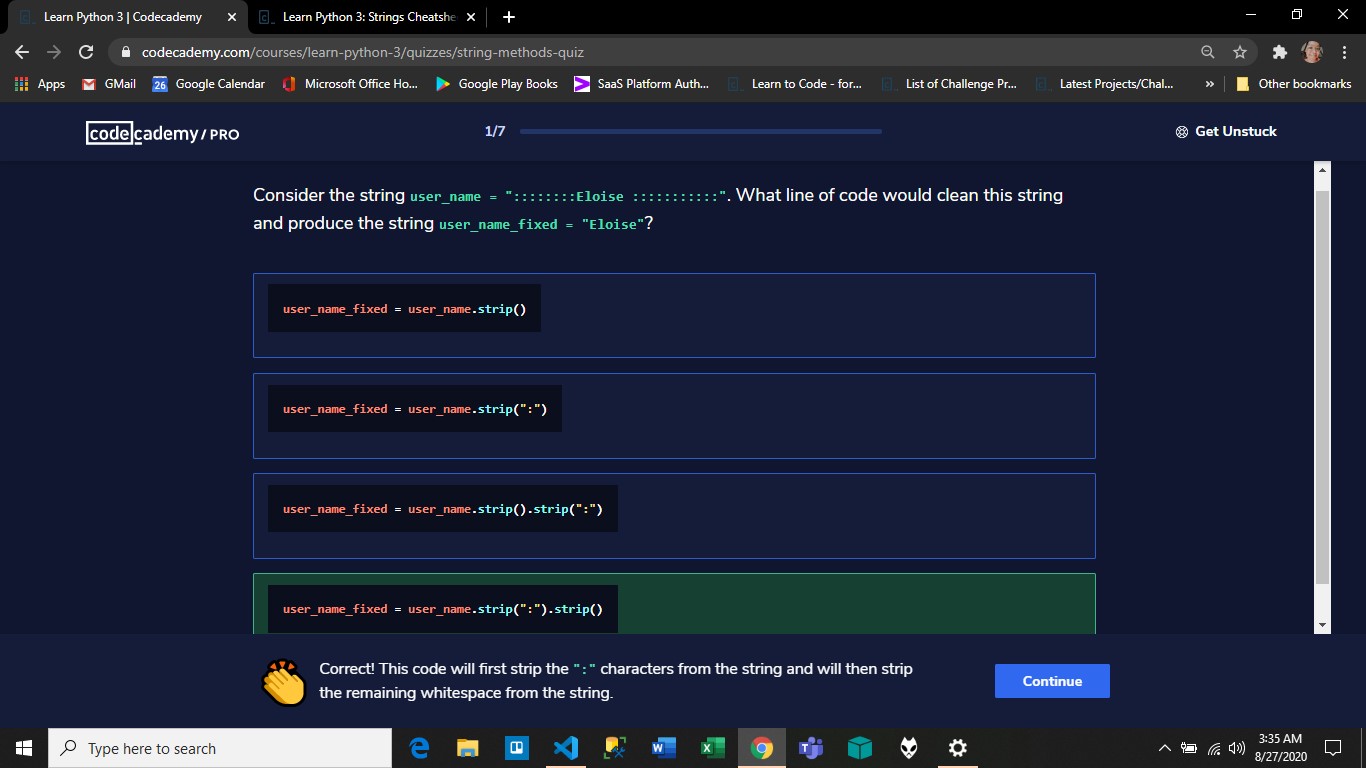 Learn Python 3 | Codecademy
Learn Python 3: Strings Cheatshe
codecademy.com/courses/learn-python-3/quizzes/string-methods-quiz
Apps
GMail
26
Google Calendar
Microsoft Office Ho...
Google Play Books
SaaS Platform Auth...
Learn to Code - for...
List of Challenge Pr...
Latest Projects/Chal...
»
Other bookmarks
codecademy / PRO
1/7
Get Unstuck
Consider the string user_name = "::::::::Eloise :::::::::::". What line of code would clean this string
and produce the string user_name_fixed = "Eloise"?
user_name_fixed = user_name.strip()
user_name_fixed = user_name.strip(":")
user_name_fixed = user_name.strip().strip(":")
user_name_fixed = user_name.strip(":").strip()
Correct! This code will first strip the ":" characters from the string and will then strip
the remaining whitespace from the string.
Continue
Type here to search
3:35 AM
8/27/2020